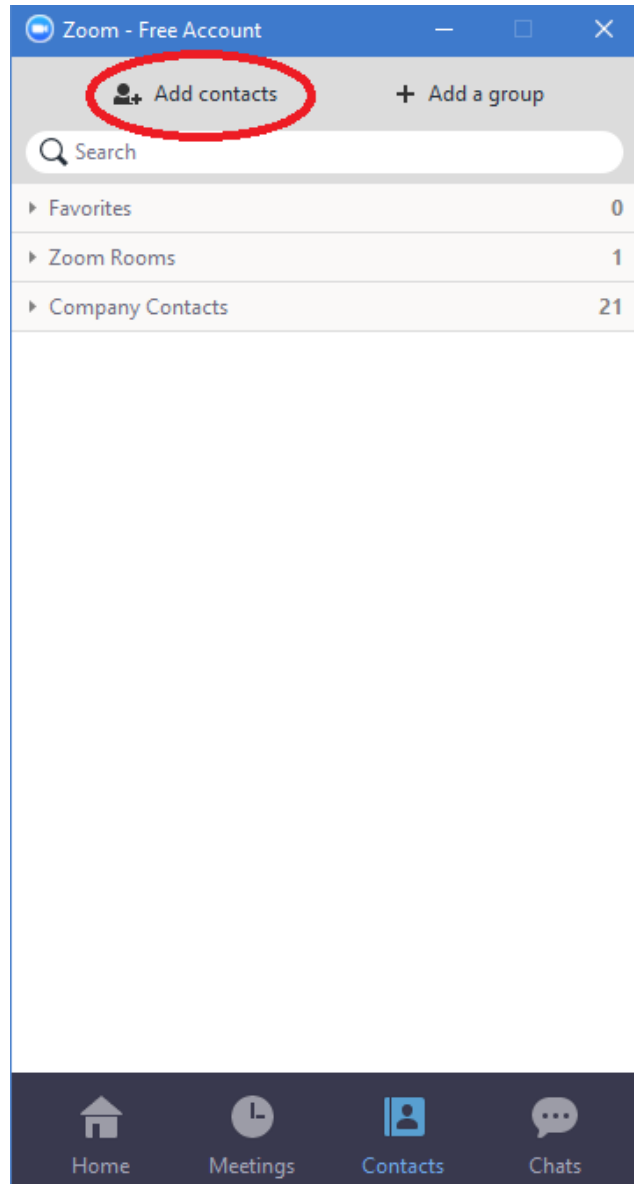 Zoom - Free Account
Add contacts + Add a group
Search
Favorites 0
Zoom Rooms 1
Company Contacts 21
Home Meetings Contacts Chats